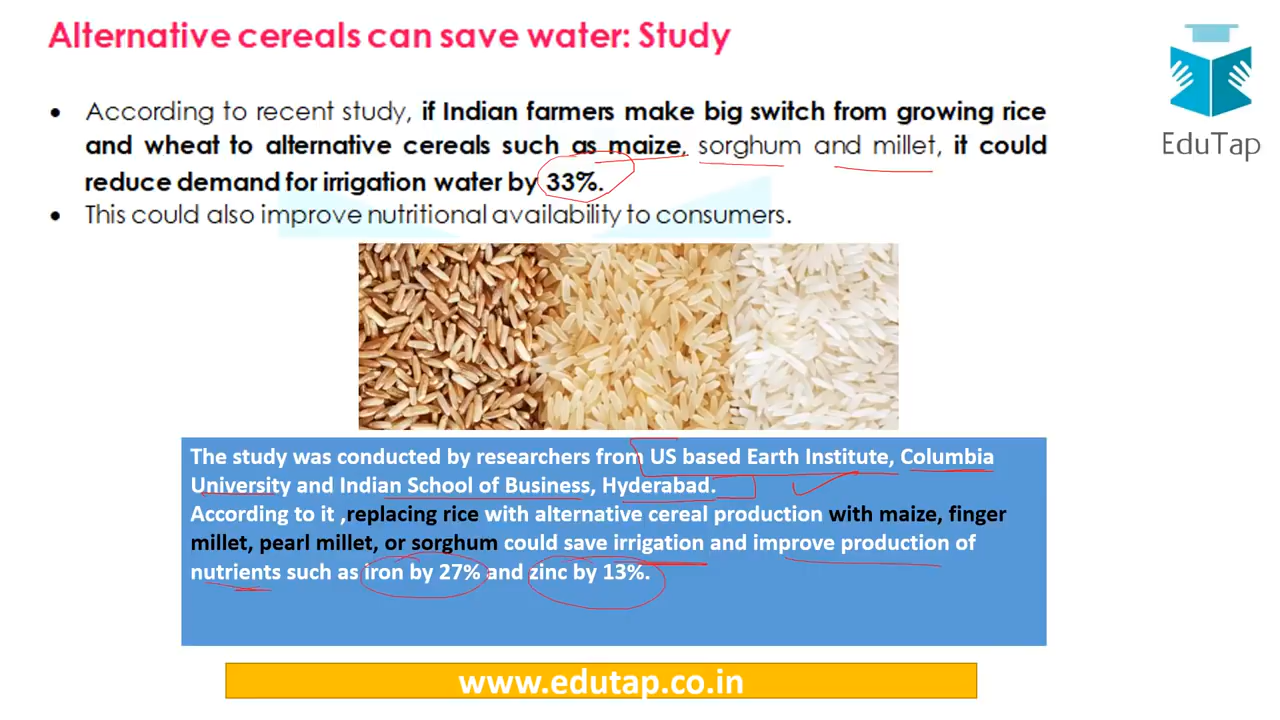 Alternative cereals can save water: Study
EduTap
• According to recent study, if Indian farmers make big switch from growing rice
and wheat to alternative cereals such as maize, sorghum and millet, it could
reduce demand for irrigation water by 33%.
• This could also improve nutritional availability to consumers.
The study was conducted by researchers from US based Earth Institute, Columbia
University and Indian School of Business, Hyderabad.
According to it ,replacing rice with alternative cereal production with maize, finger
millet, pearl millet, or sorghum could save irrigation and improve production of
nutrients such as iron by 27% and zinc by 13%.
www.edutap.co.in